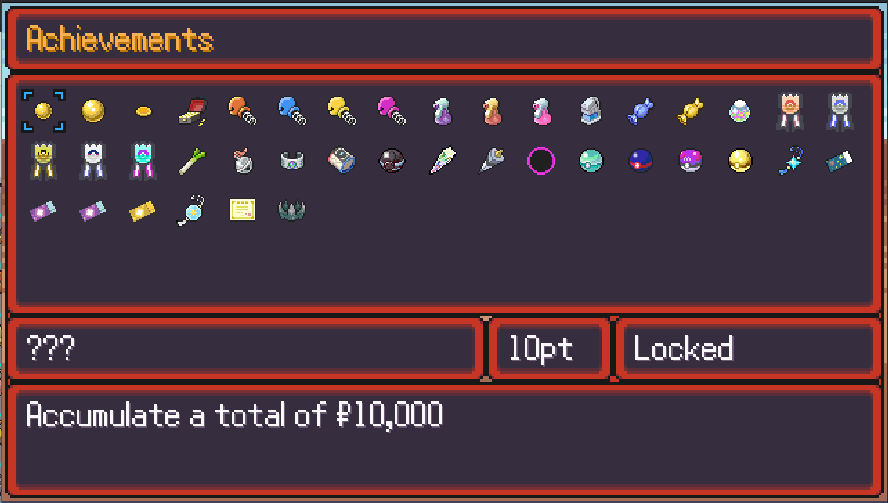 Achievements
???
10pt
Locked
Accumulate a total of ₽10,000